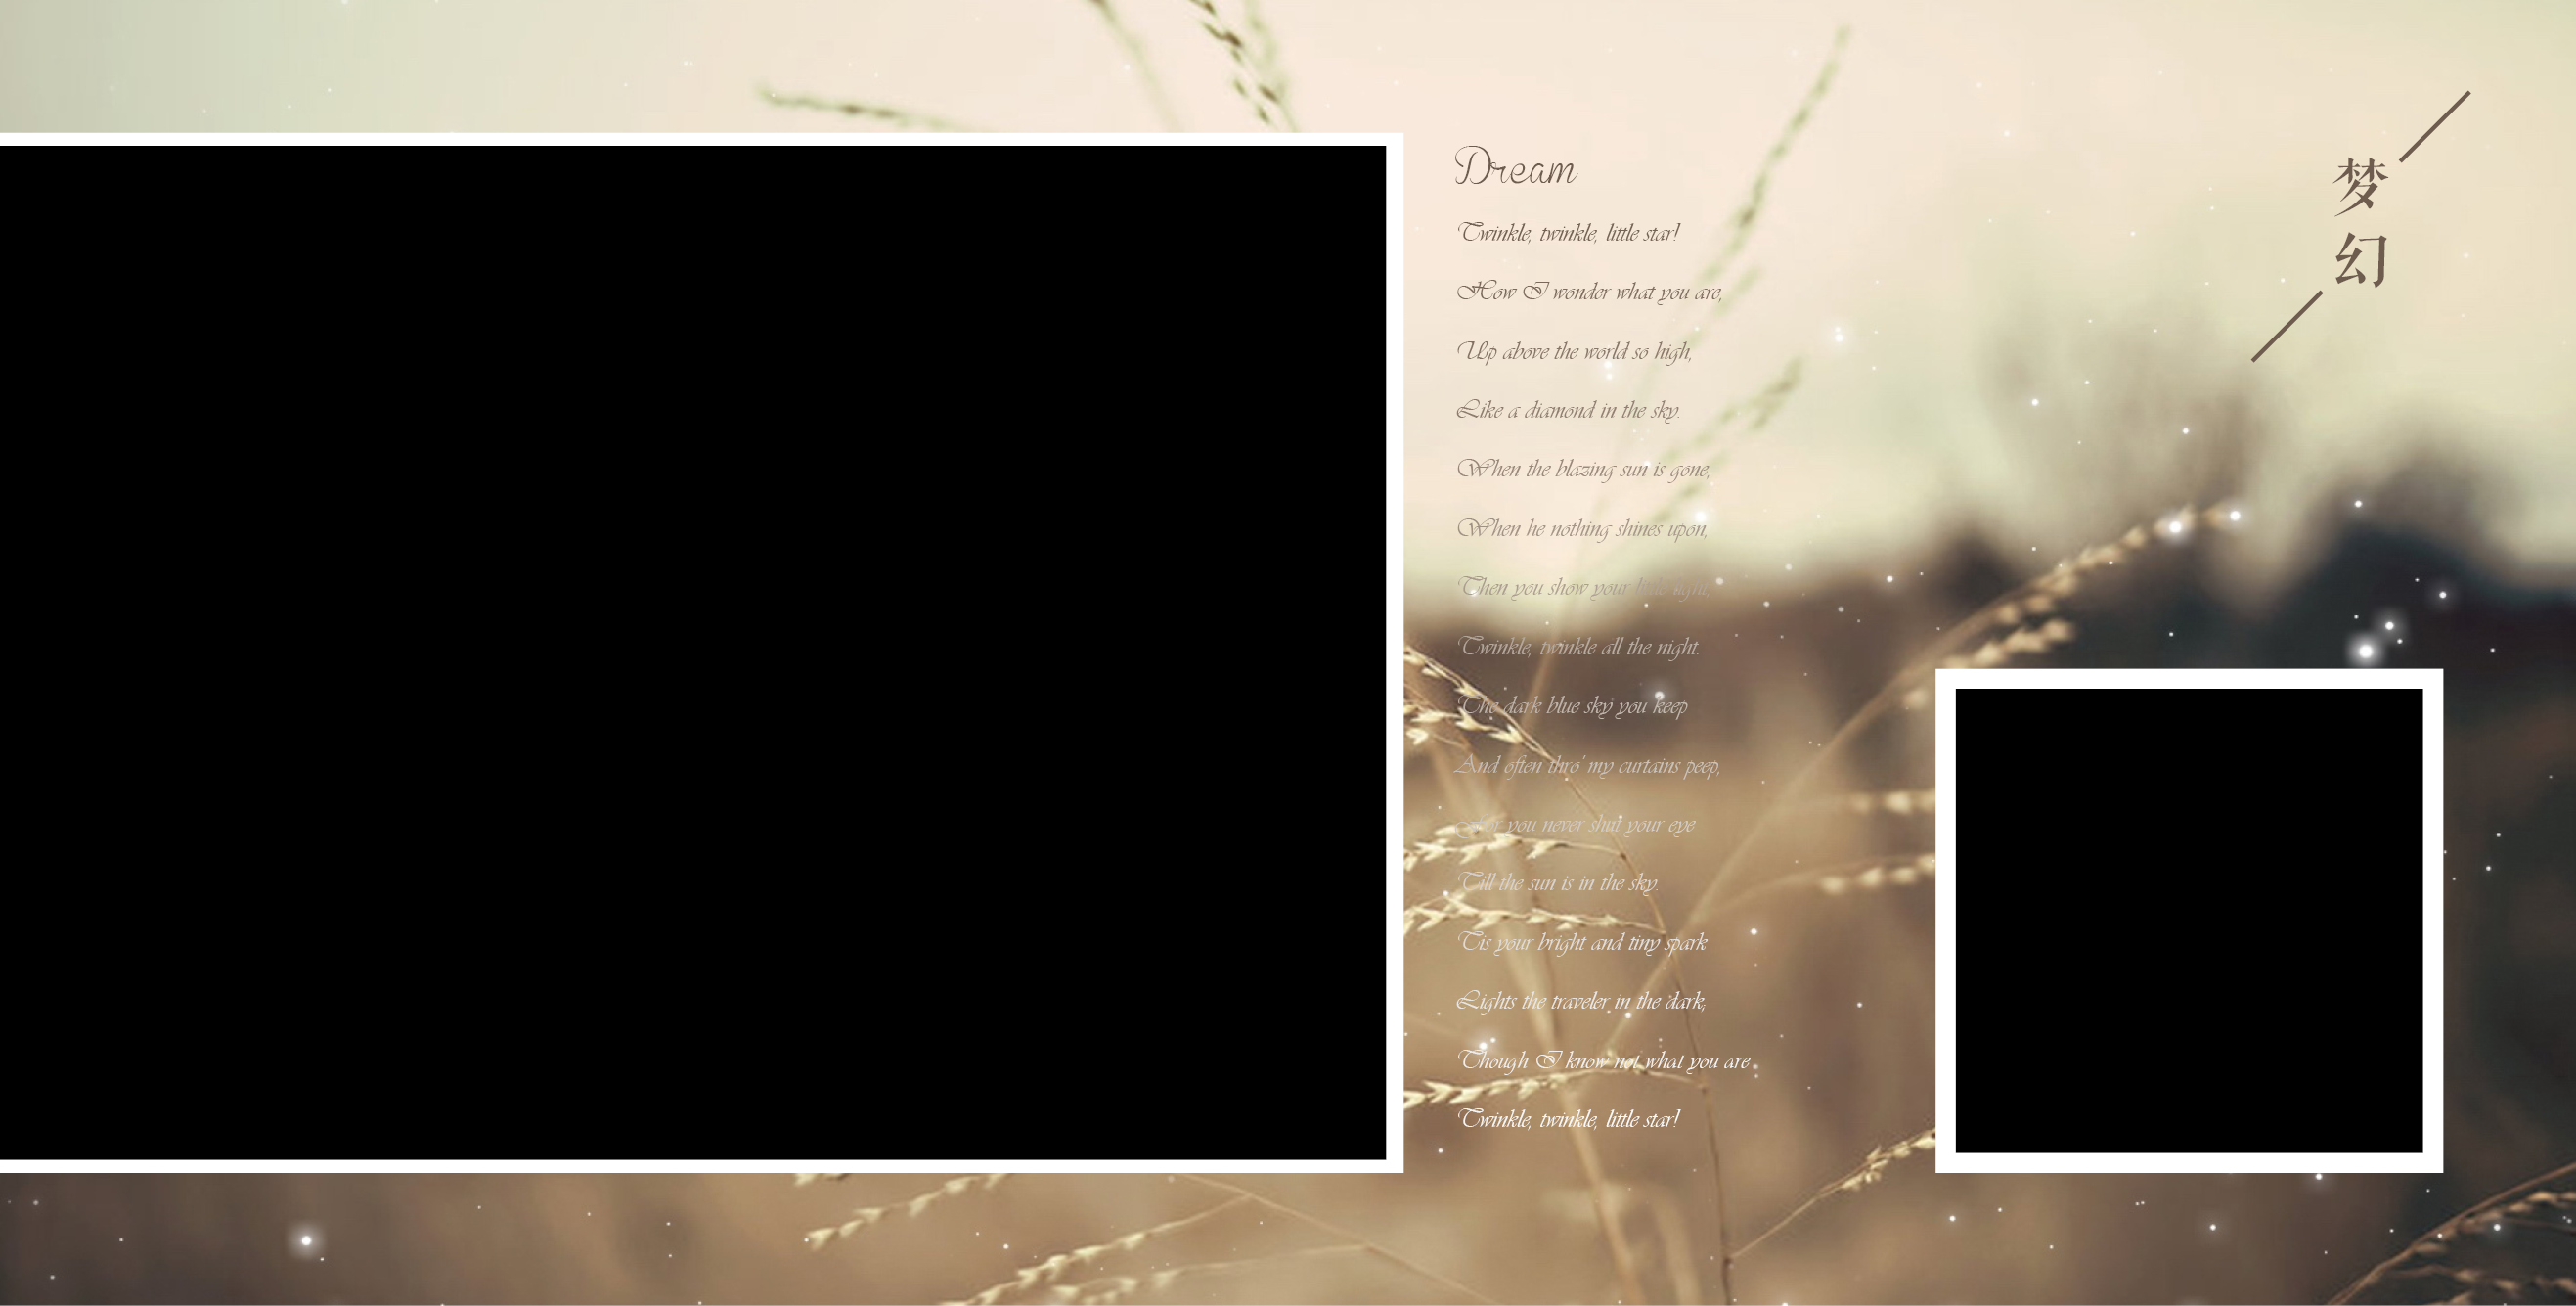 Dream
Twinkle, twinkle, little star!
How I wonder what you are,
Up above the world so high,
Like a diamond in the sky.
When the blazing sun is gone,
When he nothing shines upon,
Then you show your little light,
Twinkle, twinkle all the night.
The dark blue sky you keep
And often thro' my curtains peep,
For you never shut your eye
Till the sun is in the sky.
Tis your bright and tiny spark
Lights the traveler in the dark,
Though I know not what you are
Twinkle, twinkle, little star!
梦
幻